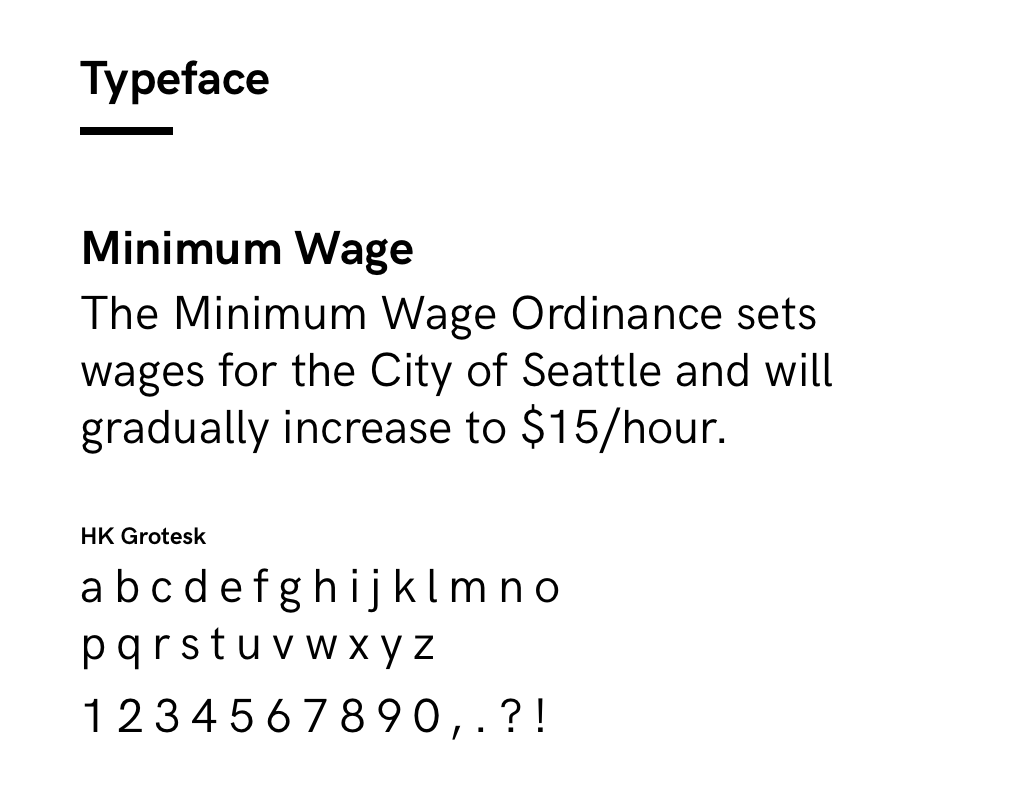 Typeface
Minimum Wage
The Minimum Wage Ordinance sets
wages for the City of Seattle and will
gradually increase to $15/hour.
HK Grotesk
a b c d e f g h i j k l m n o
p q r s t u v w x y z
1 2 3 4 5 6 7 8 9 0 , . ? !